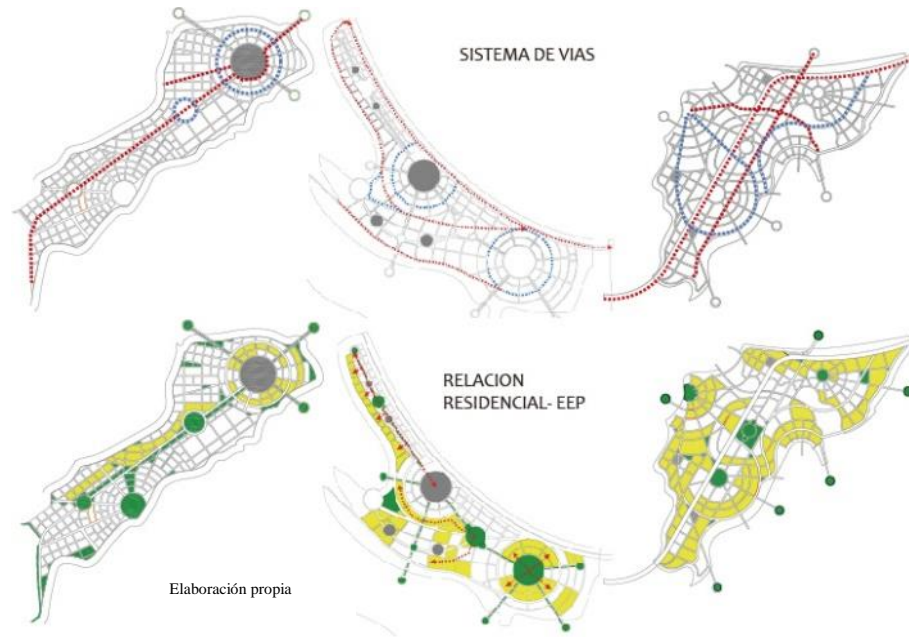 SISTEMA DE VIAS
RELACION
RESIDENCIAL- EEP
Elaboración propia